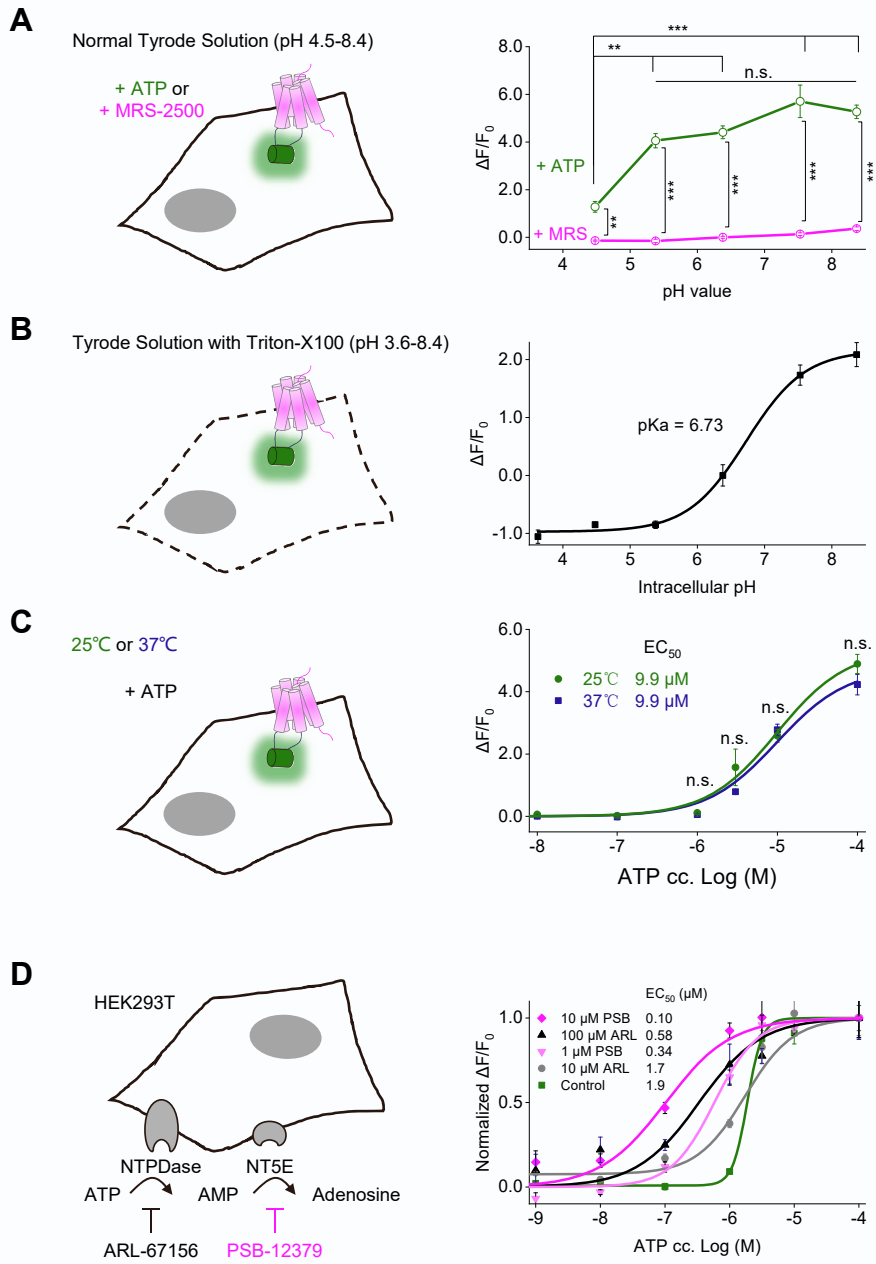 A
Normal Tyrode Solution (pH 4.5-8.4)
+ ATP or
+ MRS-2500
ΔF/F0
8.0
6.0
4.0
2.0
0.0
***
**
n.s.
+ ATP
+ MRS
**
***
***
***
***
4 5 6 7 8
pH value
B
Tyrode Solution with Triton-X100 (pH 3.6-8.4)
ΔF/F0
2.0
0.0
-1.0
pKa = 6.73
4 5 6 7 8
Intracellular pH
C
25℃ or 37℃
+ ATP
ΔF/F0
6.0
4.0
2.0
0.0
EC50
25℃ 9.9 μM
37℃ 9.9 μM
n.s.
n.s.
n.s.
n.s.
-8 -7 -6 -5 -4
ATP cc. Log (M)
D
HEK293T
NTPDase NT5E
ATP AMP Adenosine
ARL-67156 PSB-12379
Normalized ΔF/F0
1.0
0.5
0.0
EC50 (μM)
10 μM PSB 0.10
100 μM ARL 0.58
1 μM PSB 0.34
10 μM ARL 1.7
Control 1.9
-9 -8 -7 -6 -5 -4
ATP cc. Log (M)